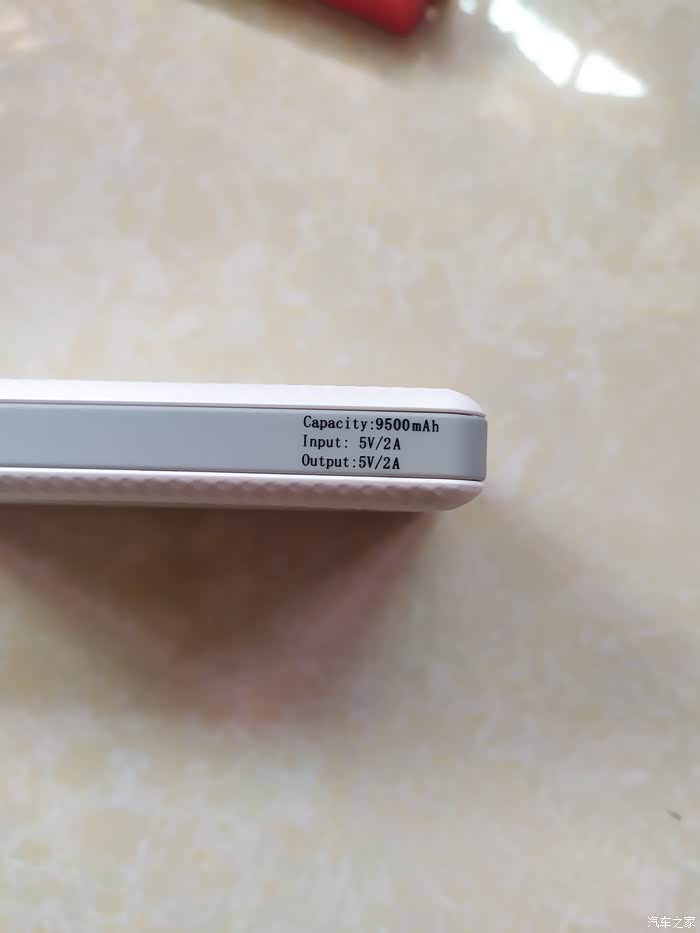 Capacity:9500mAh
Input: 5V/2A
Output:5V/2A
汽车之家